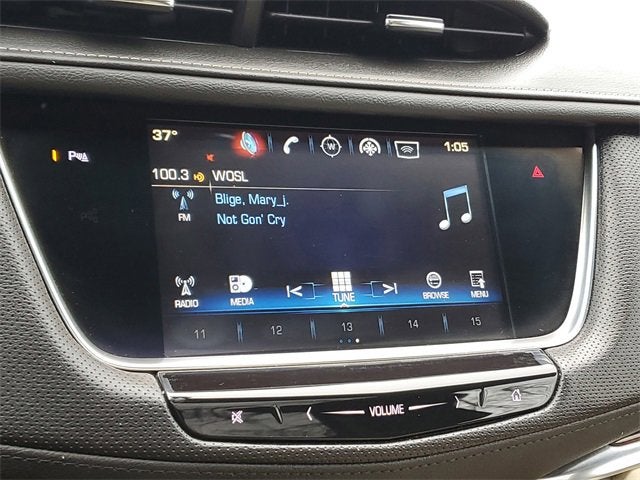 37° W 1:05
P
100.3 WOSL
Blige, Mary_j.
FM
Not Gon' Cry
RADIO MEDIA TUNE BROWSE MENU
11 12 13 14 15
VOLUME